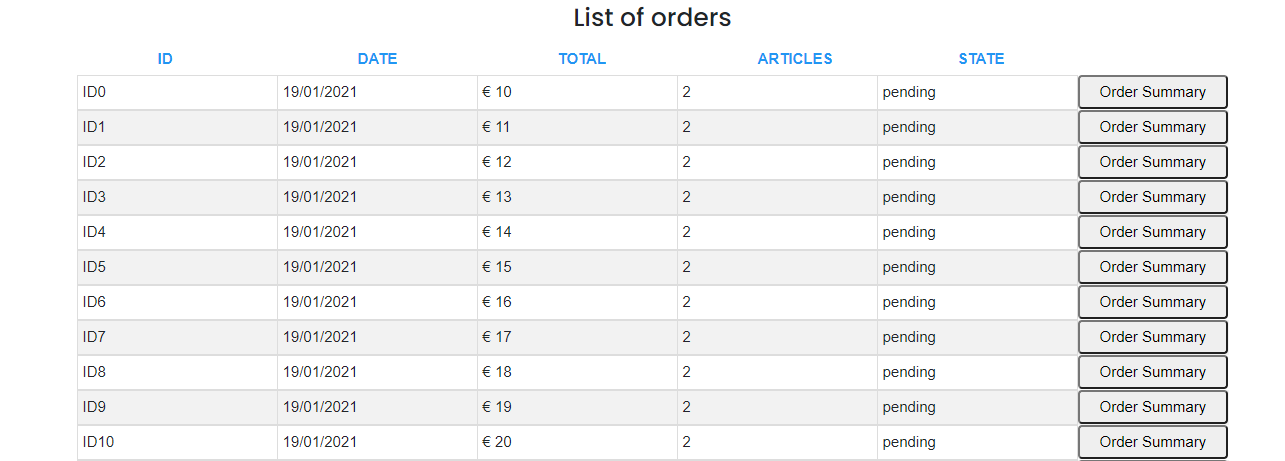 List of orders
ID DATE TOTAL ARTICLES STATE
ID0 19/01/2021 € 10 2 pending Order Summary
ID1 19/01/2021 € 11 2 pending Order Summary
ID2 19/01/2021 € 12 2 pending Order Summary
ID3 19/01/2021 € 13 2 pending Order Summary
ID4 19/01/2021 € 14 2 pending Order Summary
ID5 19/01/2021 € 15 2 pending Order Summary
ID6 19/01/2021 € 16 2 pending Order Summary
ID7 19/01/2021 € 17 2 pending Order Summary
ID8 19/01/2021 € 18 2 pending Order Summary
ID9 19/01/2021 € 19 2 pending Order Summary
ID10 19/01/2021 € 20 2 pending Order Summary